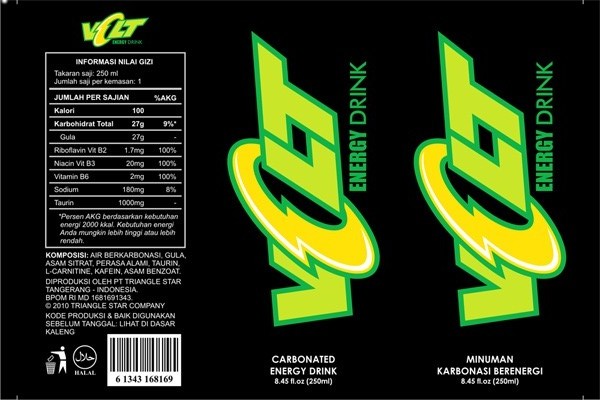 VOLT
ENERGY DRINK
INFORMASI NILAI GIZI
Takaran saji: 250 ml
Jumlah saji per kemasan: 1
JUMLAH PER SAJIAN %AKG
Kalori 100
Karbohidrat Total 27g 9%*
Gula 27g -
Riboflavin Vit B2 1.7mg 100%
Niacin Vit B3 20mg 100%
Vitamin B6 2mg 100%
Sodium 180mg 8%
Taurin 1000mg -
*Persen AKG berdasarkan kebutuhan
energi 2000 kkal. Kebutuhan energi
Anda mungkin lebih tinggi atau lebih
rendah.
KOMPOSISI: AIR BERKARBONASI, GULA,
ASAM SITRAT, PERASA ALAMI, TAURIN,
L-CARNITINE, KAFEIN, ASAM BENZOAT.
DIPRODUKSI OLEH PT TRIANGLE STAR
TANGERANG - INDONESIA.
BPOM RI MD 1681691343.
© 2010 TRIANGLE STAR COMPANY
KODE PRODUKSI & BAIK DIGUNAKAN
SEBELUM TANGGAL: LIHAT DI DASAR
KALENG
حلال
HALAL
6 1343 168169
VOLT
ENERGY DRINK
CARBONATED
ENERGY DRINK
8.45 fl.oz (250ml)
VOLT
ENERGY DRINK
MINUMAN
KARBONASI BERENERGI
8.45 fl.oz (250ml)